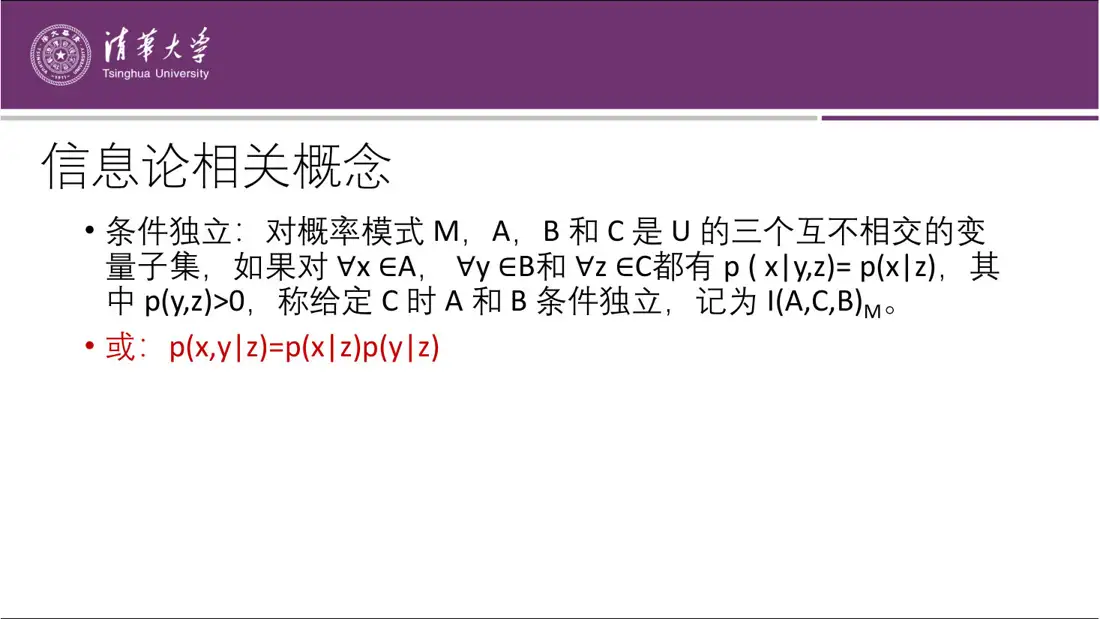 清华大学
Tsinghua University
信息论相关概念
• 条件独立：对概率模式 M，A，B 和 C 是 U 的三个互不相交的变
量子集，如果对 ∀x ∈A， ∀y ∈B和 ∀z ∈C都有 p ( x|y,z)= p(x|z)，其
中 p(y,z)>0，称给定 C 时 A 和 B 条件独立，记为 I(A,C,B)M。
• 或：p(x,y|z)=p(x|z)p(y|z)